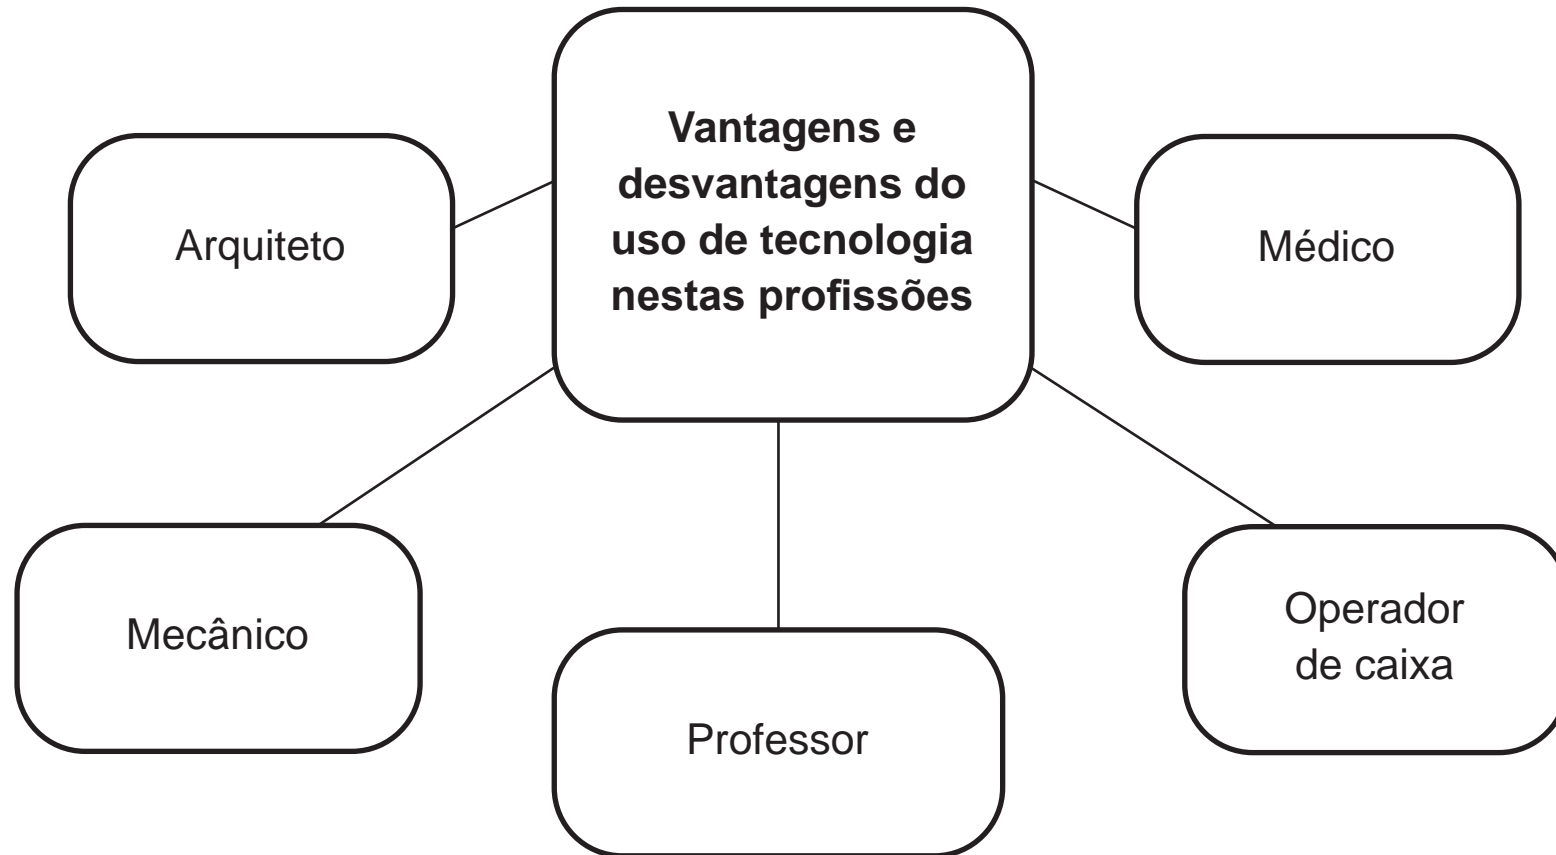 Vantagens e
desvantagens do
uso de tecnologia
nestas profissões
Arquiteto
Médico
Mecânico
Professor
Operador
de caixa